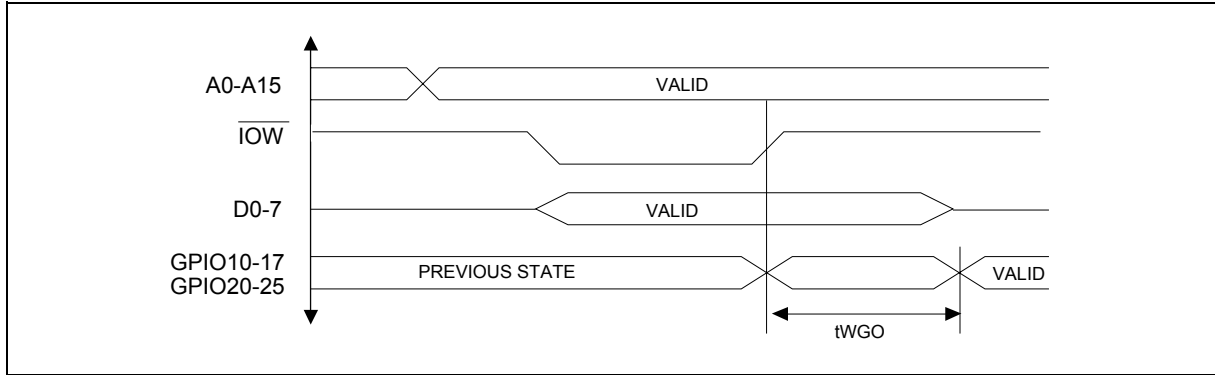 A0-A15
VALID
IOW
D0-7
VALID
GPIO10-17
GPIO20-25
PREVIOUS STATE
VALID
tWGO